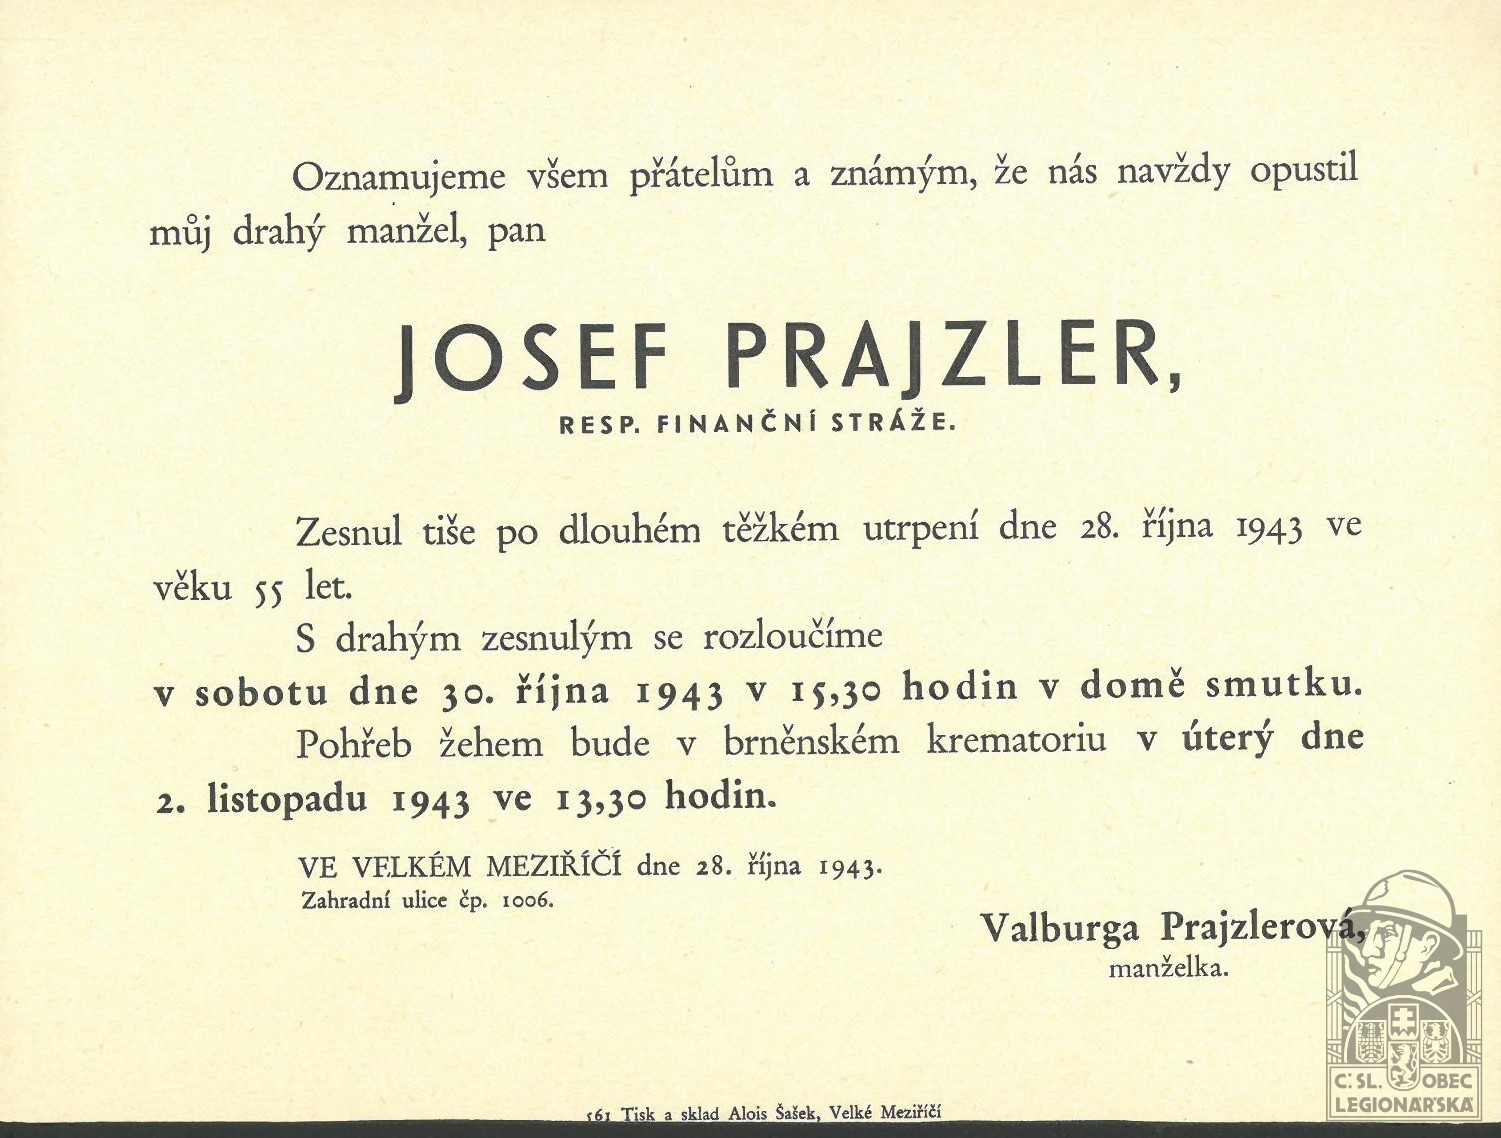 Oznamujeme všem přátelům a známým, že nás navždy opustil
můj drahý manžel, pan
JOSEF PRAJZLER,
RESP. FINANČNÍ STRÁŽE.
Zesnul tiše po dlouhém těžkém utrpení dne 28. října 1943 ve
věku 55 let.
S drahým zesnulým se rozloučíme
v sobotu dne 30. října 1943 v 15,30 hodin v domě smutku.
Pohřeb žehem bude v brněnském krematoriu v úterý dne
2. listopadu 1943 ve 13,30 hodin.
VE VELKÉM MEZIŘÍČÍ dne 28. října 1943.
Zahradní ulice čp. 1006.
Valburga Prajzlerová,
manželka.
561 Tisk a sklad Alois Šašek, Velké Meziříčí
Č. SL. OBEC
LEGIONÁŘSKÁ